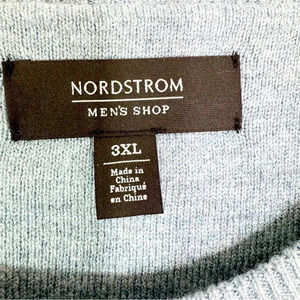 NORDSTROM
MEN'S SHOP
3XL
Made in
China
Fabriqué
en Chine